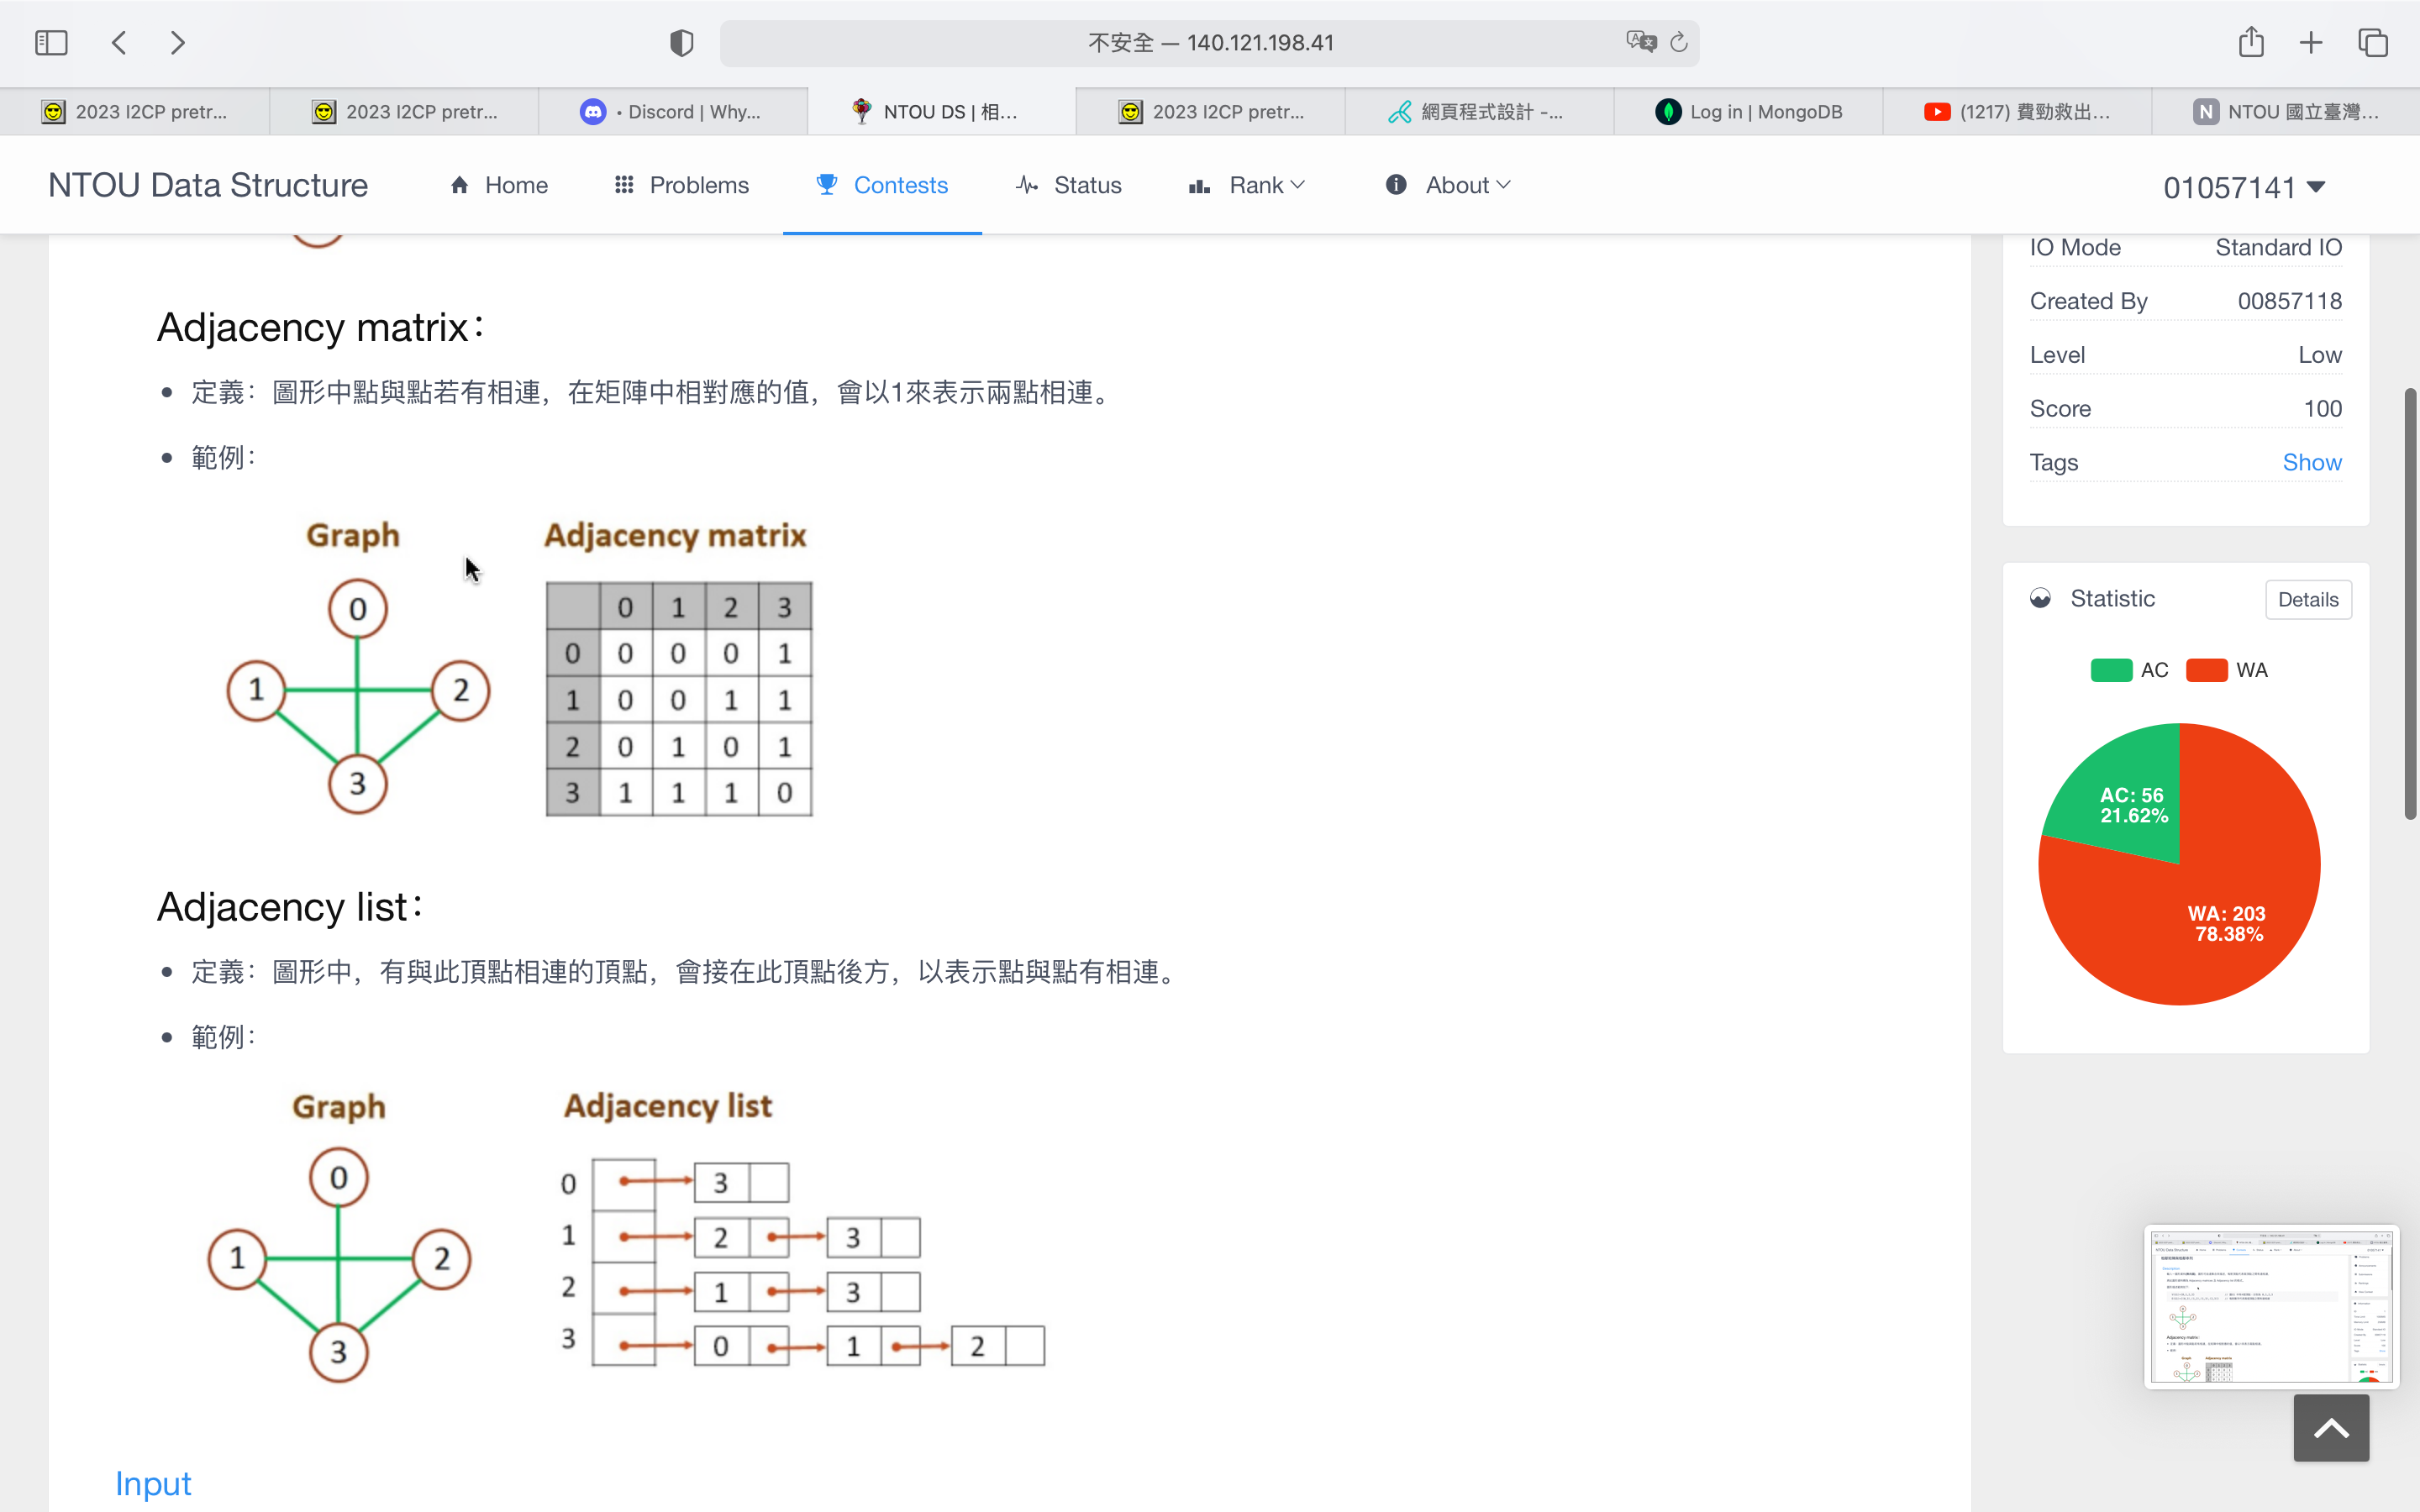 不安全 — 140.121.198.41
2023 I2CP pretr...
2023 I2CP pretr...
• Discord | Why...
NTOU DS | 相...
2023 I2CP pretr...
網頁程式設計 -...
Log in | MongoDB
(1217) 費勁救出...
N NTOU 國立臺灣...
NTOU Data Structure
Home
Problems
Contests
Status
Rank
About
01057141
IO Mode Standard IO
Created By 00857118
Level Low
Score 100
Tags Show
Adjacency matrix：
• 定義：圖形中點與點若有相連，在矩陣中相對應的值，會以1來表示兩點相連。
• 範例：
Graph
0
1
2
3
Adjacency matrix
0 1 2 3
0 0 0 0 1
1 0 0 1 1
2 0 1 0 1
3 1 1 1 0
Statistic
Details
AC WA
AC: 56
21.62%
WA: 203
78.38%
Adjacency list：
• 定義：圖形中，有與此頂點相連的頂點，會接在此頂點後方，以表示點與點有相連。
• 範例：
Graph
0
1
2
3
Adjacency list
0 3
1 2 3
2 1 3
3 0 1 2
Input